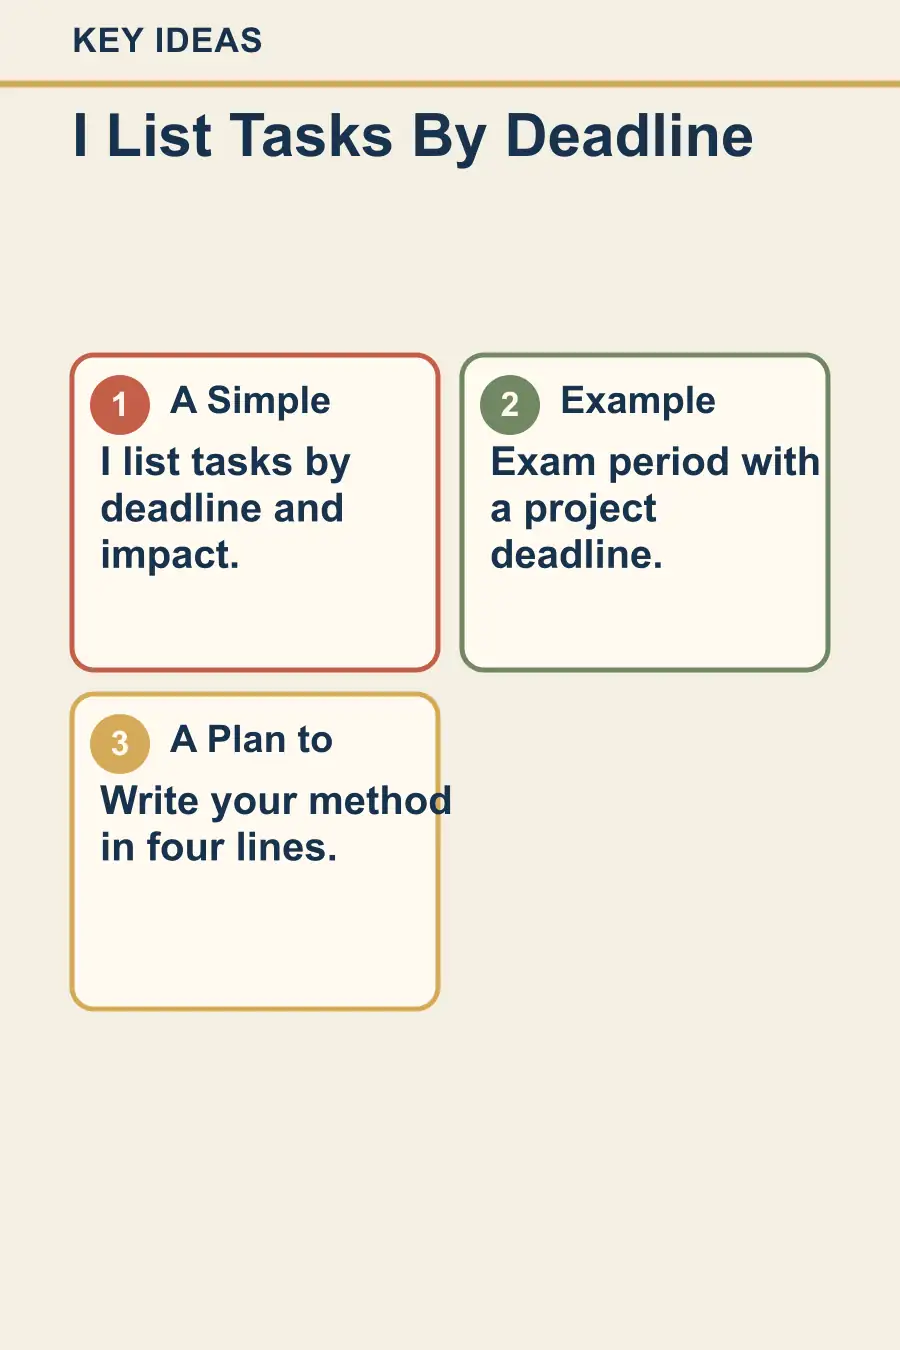 KEY IDEAS
I List Tasks By Deadline
1 A Simple
I list tasks by
deadline and
impact.
2 Example
Exam period with
a project
deadline.
3 A Plan to
Write your method
in four lines.